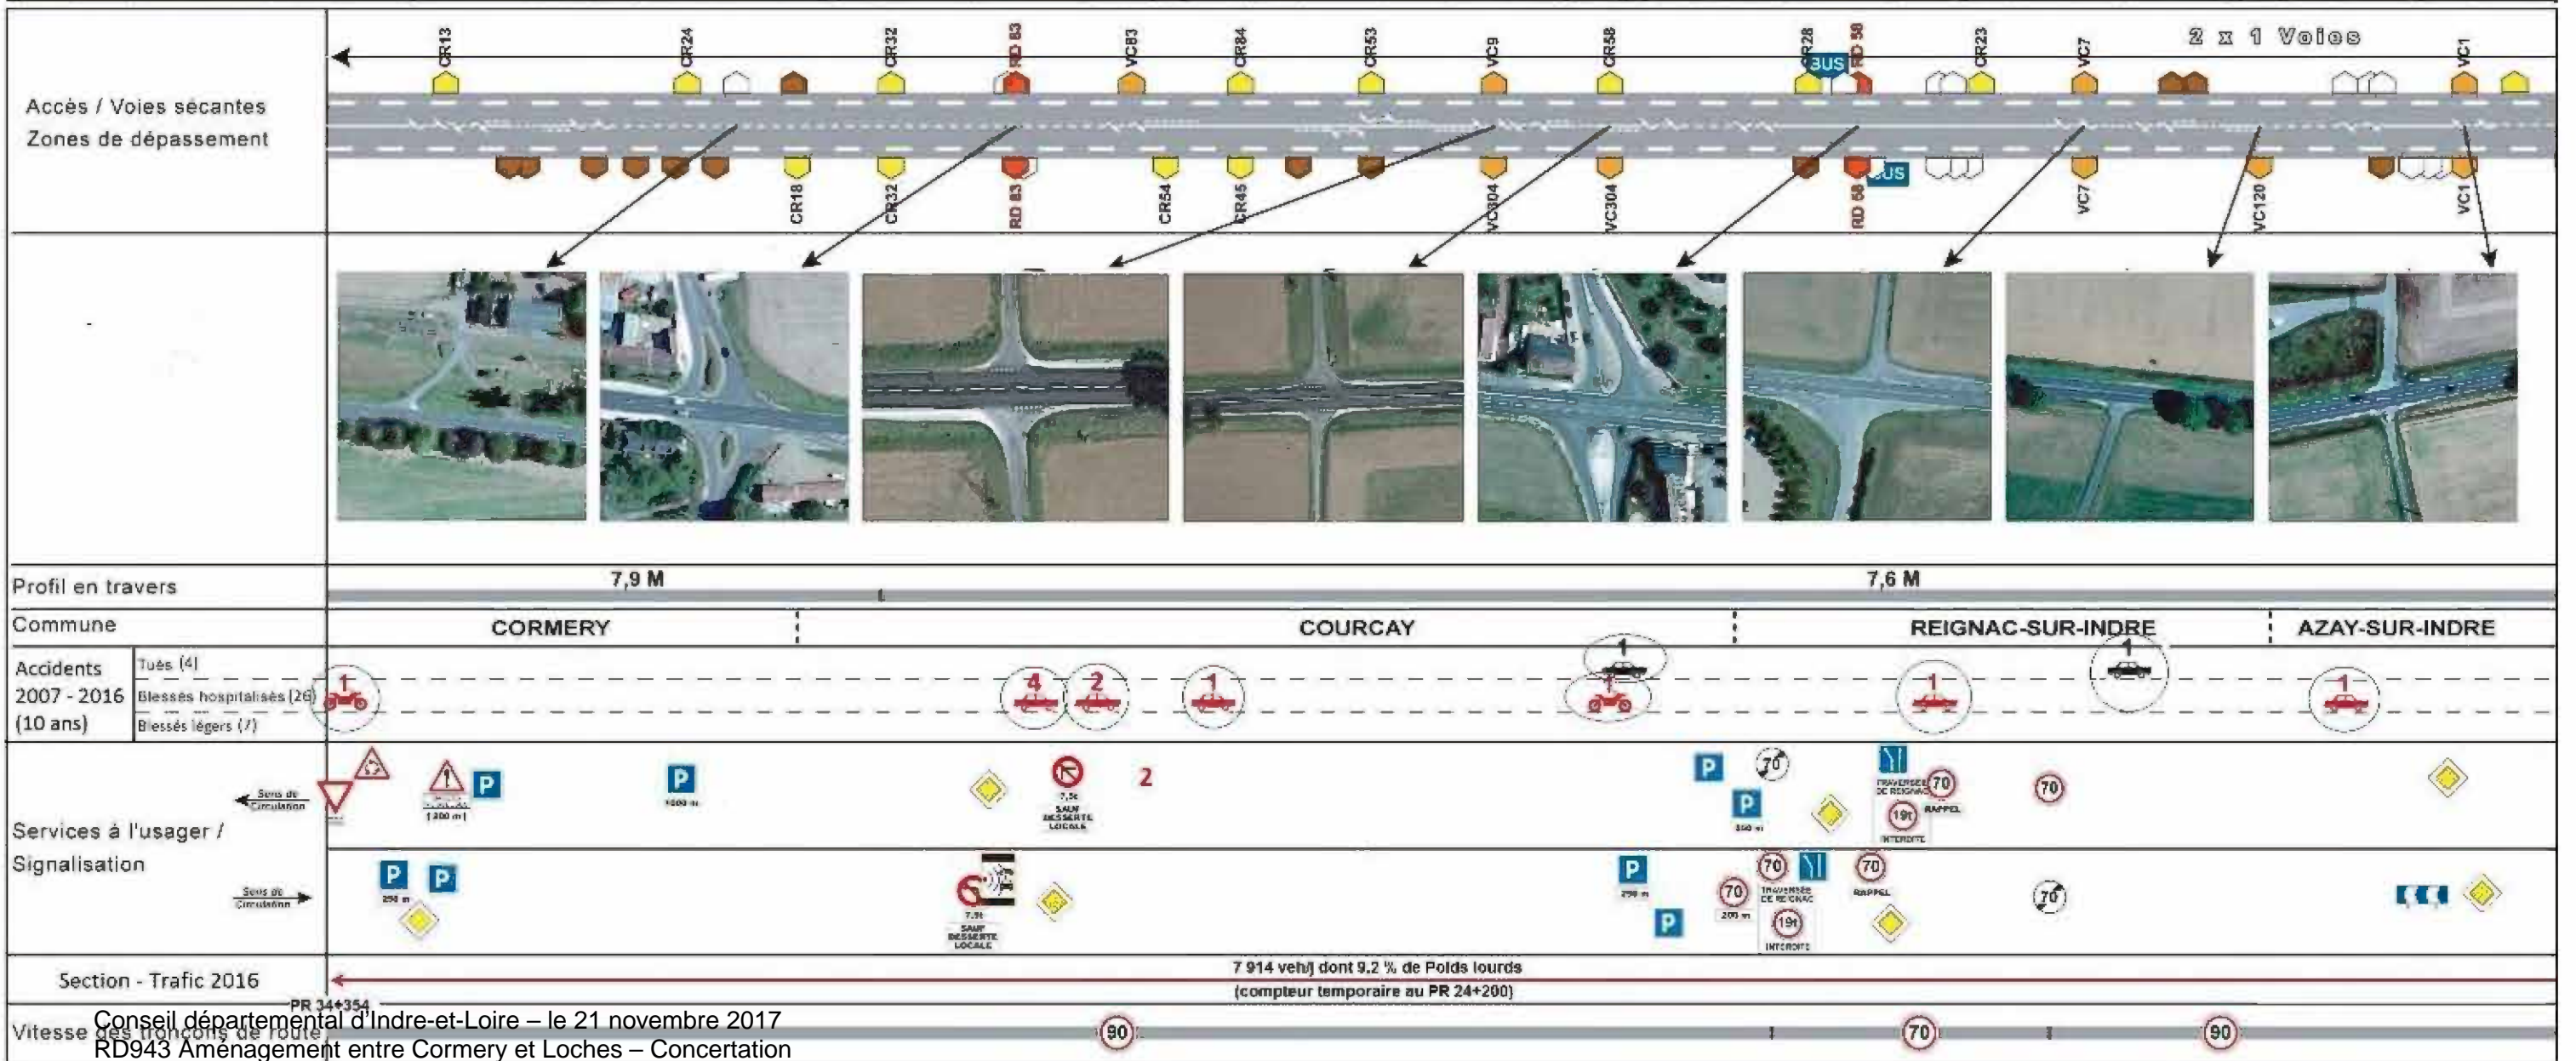 CR13 CR24 CR32 RD 83 VC83 CR84 CR53 VC9 CR58 CR28 BUS RD 58 CR23 VC7 2 x 1 Voies VC1
Accès / Voies sécantes
Zones de dépassement
CR18 CR32 RD 83 CR54 CR45 VC304 VC304 RD 58 BUS VC7 VC120 VC1
Profil en travers
7,9 M 7,6 M
Commune
CORMERY COURCAY REIGNAC-SUR-INDRE AZAY-SUR-INDRE
Accidents
2007 - 2016
(10 ans)
Tués (4)
Blessés hospitalisés (26)
Blessés légers (7)
1 4 2 1 1 1 1 1 1
Services à l'usager /
Signalisation
Sens de
Circulation
P P 2 P 70 70 70
TRAVERSEE
DE REIGNAC
RAPPEL
P 19t
INTERDITE
7,5t
SAUF
DESSERTE
LOCALE
Sens de
Circulation
P P P 70 70 70
250 m 250 m
TRAVERSEE
DE REIGNAC
RAPPEL
200 m
P 19t
INTERDITE
7,5t
SAUF
DESSERTE
LOCALE
Section - Trafic 2016
7 914 veh/j dont 9.2 % de Poids lourds
(compteur temporaire au PR 24+200)
PR 34+354
Vitesse des tronçons de route
90 70 90
Conseil départemental d'Indre-et-Loire – le 21 novembre 2017
RD943 Aménagement entre Cormery et Loches – Concertation